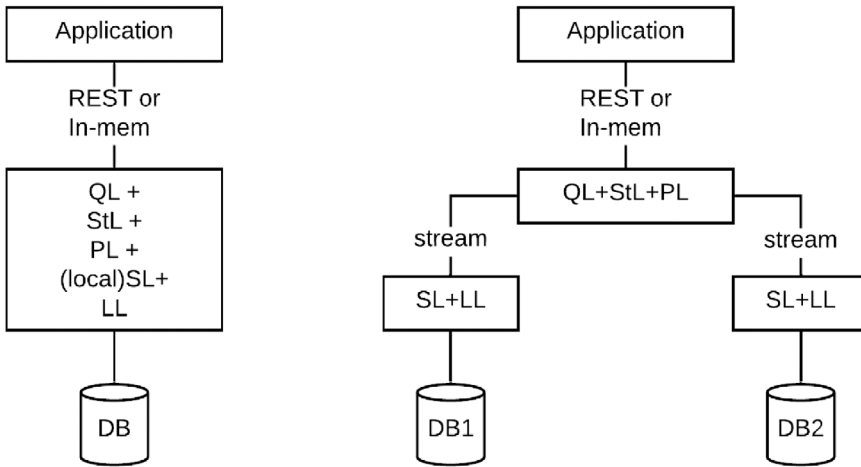 Application
REST or
In-mem
QL +
StL +
PL +
(local)SL+
LL
DB
Application
REST or
In-mem
QL+StL+PL
stream
stream
SL+LL
SL+LL
DB1
DB2